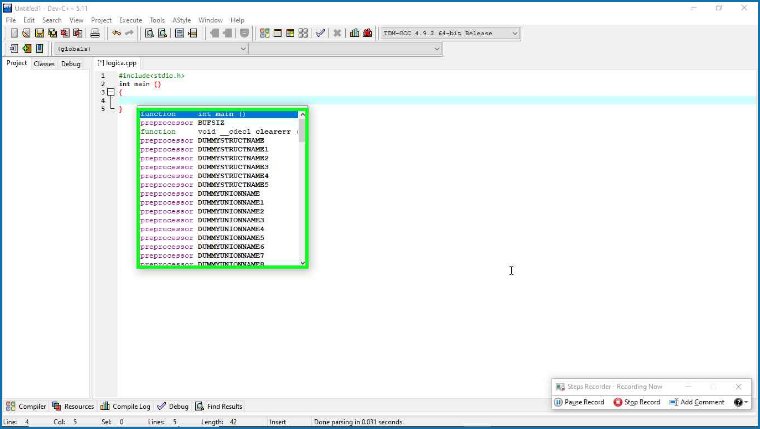 Untitled1 - Dev-C++ - 5.11
File Edit Search View Project Execute Tools AStyle Window Help
TDM-GCC 4.9.2 64-bit Release
(globals)
Project Classes Debug
[*] logica.cpp
1 #include<stdio.h>
2 int main ()
3 {
4
5 }
function int main ()
preprocessor BUFSIZ
function void __cdecl clearerr (
preprocessor DUMMYSTRUCTNAME
preprocessor DUMMYSTRUCTNAME1
preprocessor DUMMYSTRUCTNAME2
preprocessor DUMMYSTRUCTNAME3
preprocessor DUMMYSTRUCTNAME4
preprocessor DUMMYSTRUCTNAME5
preprocessor DUMMYUNIONNAME
preprocessor DUMMYUNIONNAME1
preprocessor DUMMYUNIONNAME2
preprocessor DUMMYUNIONNAME3
preprocessor DUMMYUNIONNAME4
preprocessor DUMMYUNIONNAME5
preprocessor DUMMYUNIONNAME6
preprocessor DUMMYUNIONNAME7
preprocessor DUMMYUNIONNAME8
Steps Recorder - Recording Now
Pause Record Stop Record Add Comment
Compiler Resources Compile Log Debug Find Results
Line: 4 Col: 5 Sel: 0 Lines: 5 Length: 42 Insert Done parsing in 0.031 seconds